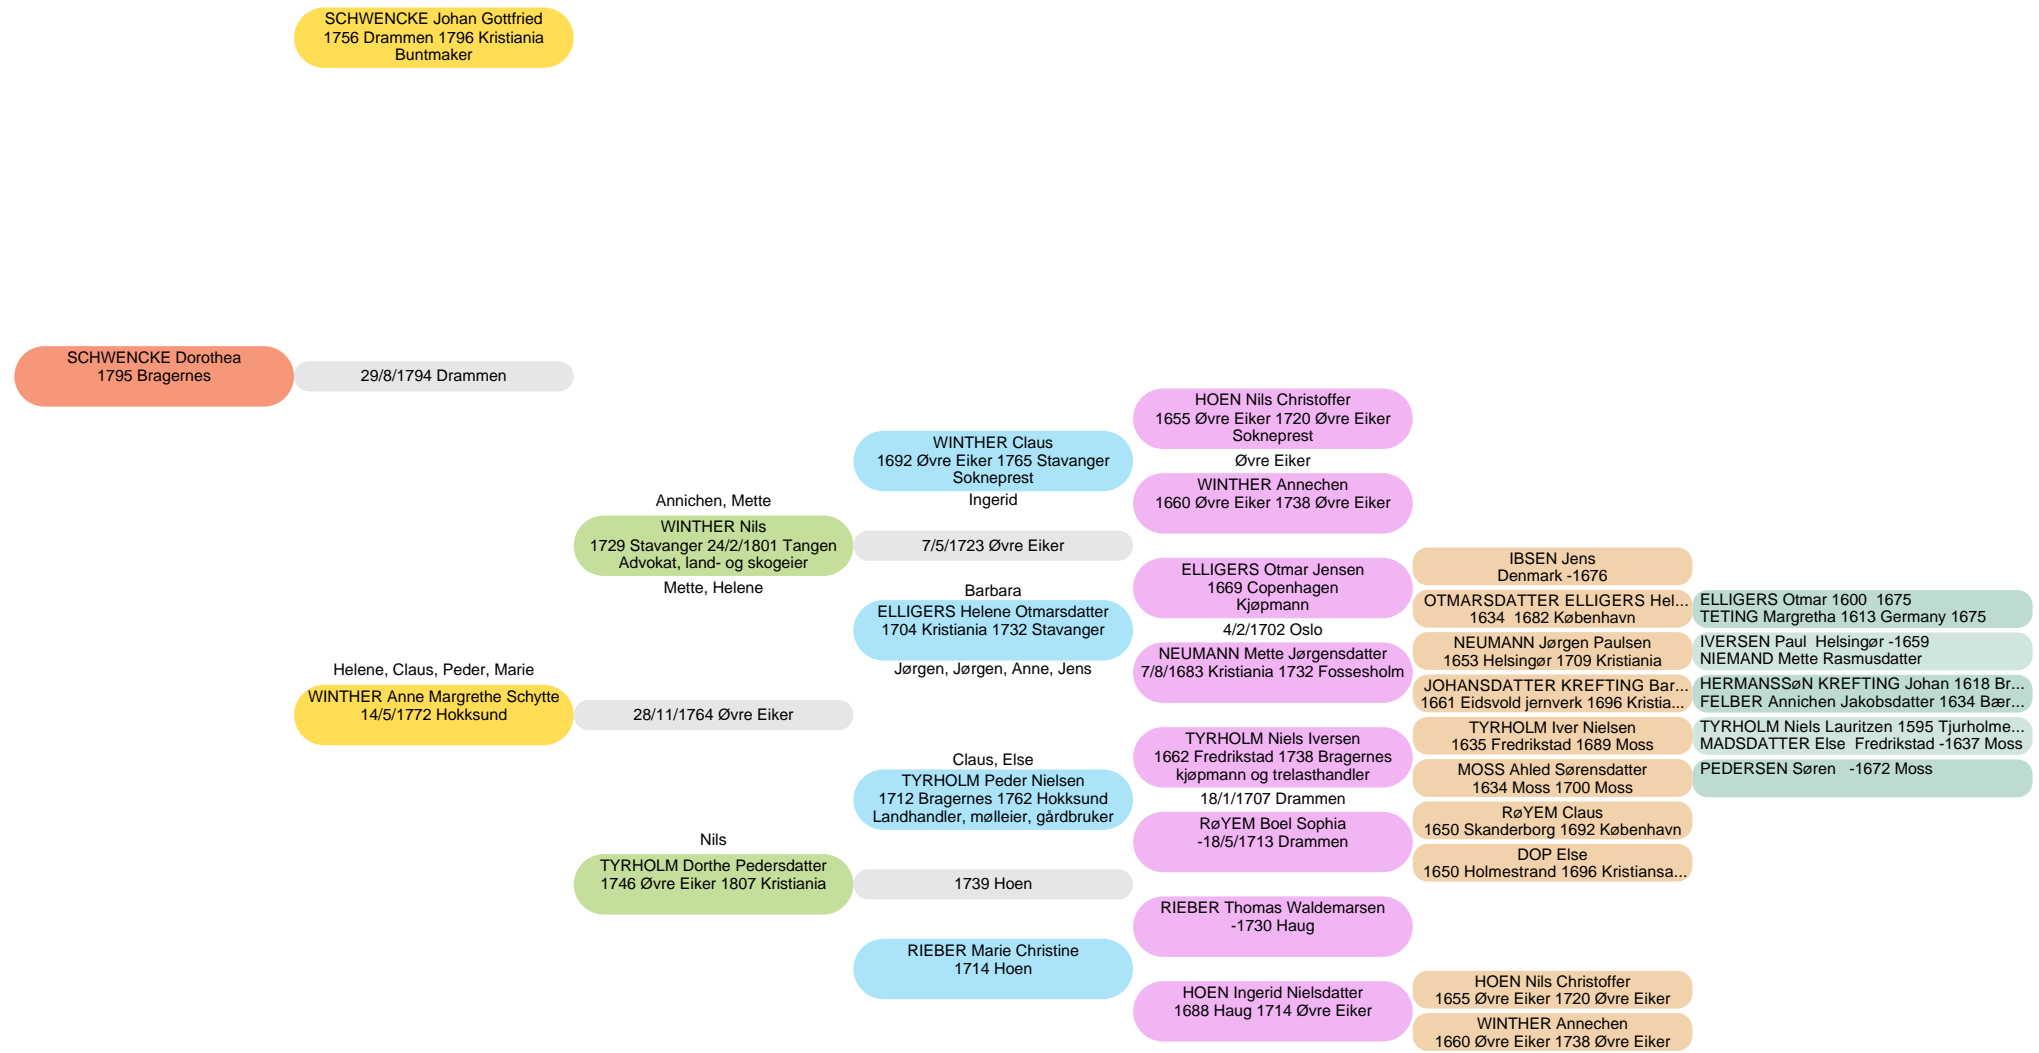 SCHWENCKE Johan Gottfried
1756 Drammen 1796 Kristiania
Buntmaker
SCHWENCKE Dorothea
1795 Bragernes
29/8/1794 Drammen
Helene, Claus, Peder, Marie
WINTHER Anne Margrethe Schytte
14/5/1772 Hokksund
Annichen, Mette
WINTHER Nils
1729 Stavanger 24/2/1801 Tangen
Advokat, land- og skogeier
Mette, Helene
28/11/1764 Øvre Eiker
Nils
TYRHOLM Dorthe Pedersdatter
1746 Øvre Eiker 1807 Kristiania
WINTHER Claus
1692 Øvre Eiker 1765 Stavanger
Sokneprest
Ingerid
7/5/1723 Øvre Eiker
Barbara
ELLIGERS Helene Otmarsdatter
1704 Kristiania 1732 Stavanger
Jørgen, Jørgen, Anne, Jens
Claus, Else
TYRHOLM Peder Nielsen
1712 Bragernes 1762 Hokksund
Landhandler, mølleier, gårdbruker
1739 Hoen
RIEBER Marie Christine
1714 Hoen
HOEN Nils Christoffer
1655 Øvre Eiker 1720 Øvre Eiker
Sokneprest
Øvre Eiker
WINTHER Annechen
1660 Øvre Eiker 1738 Øvre Eiker
ELLIGERS Otmar Jensen
1669 Copenhagen
Kjøpmann
4/2/1702 Oslo
NEUMANN Mette Jørgensdatter
7/8/1683 Kristiania 1732 Fossesholm
TYRHOLM Niels Iversen
1662 Fredrikstad 1738 Bragernes
kjøpmann og trelasthandler
18/1/1707 Drammen
RøYEM Boel Sophia
-18/5/1713 Drammen
RIEBER Thomas Waldemarsen
-1730 Haug
HOEN Ingerid Nielsdatter
1688 Haug 1714 Øvre Eiker
IBSEN Jens
Denmark -1676
OTMARSDATTER ELLIGERS Hel...
1634  1682 København
NEUMANN Jørgen Paulsen
1653 Helsingør 1709 Kristiania
JOHANSDATTER KREFTING Bar...
1661 Eidsvold jernverk 1696 Kristia...
TYRHOLM Iver Nielsen
1635 Fredrikstad 1689 Moss
MOSS Ahled Sørensdatter
1634 Moss 1700 Moss
RøYEM Claus
1650 Skanderborg 1692 København
DOP Else
1650 Holmestrand 1696 Kristiansa...
HOEN Nils Christoffer
1655 Øvre Eiker 1720 Øvre Eiker
WINTHER Annechen
1660 Øvre Eiker 1738 Øvre Eiker
ELLIGERS Otmar 1600  1675
TETING Margretha 1613 Germany 1675
IVERSEN Paul  Helsingør -1659
NIEMAND Mette Rasmusdatter
HERMANSSøN KREFTING Johan 1618 Br...
FELBER Annichen Jakobsdatter 1634 Bær...
TYRHOLM Niels Lauritzen 1595 Tjurholme...
MADSDATTER Else  Fredrikstad -1637 Moss
PEDERSEN Søren   -1672 Moss